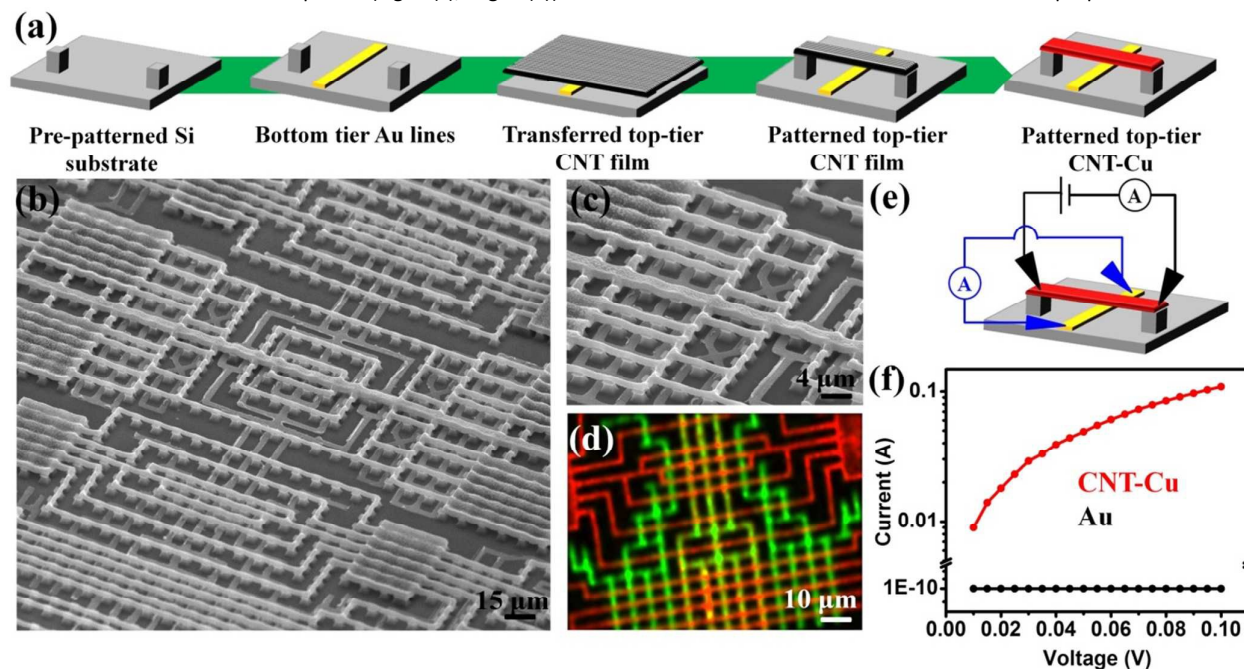 (a)
Pre-patterned Si
substrate
Bottom tier Au lines
Transferred top-tier
CNT film
Patterned top-tier
CNT film
Patterned top-tier
CNT-Cu
(b)
15 μm
(c)
4 μm
(d)
10 μm
(e)
A
A
(f)
0.1
0.01
1E-10
Current (A)
CNT-Cu
Au
0.00 0.02 0.04 0.06 0.08 0.10
Voltage (V)